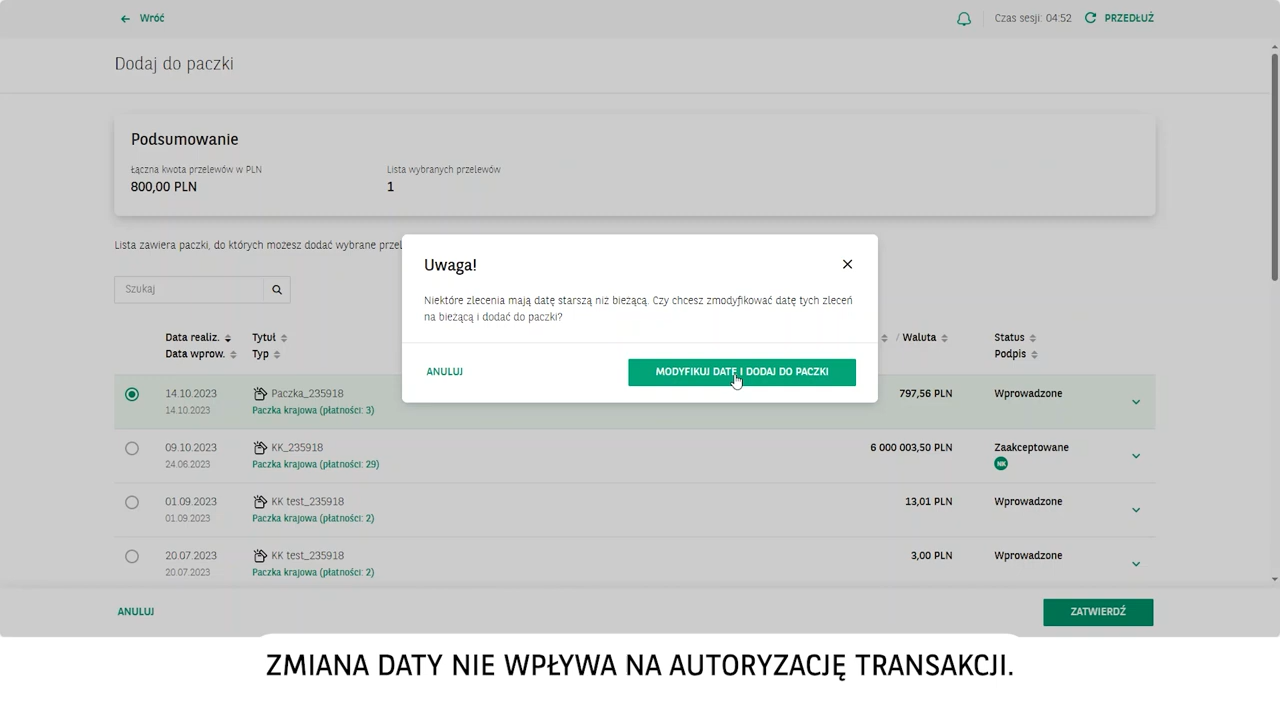 Wróć
Czas sesji: 04:52 PRZEDŁUŻ
Dodaj do paczki
Podsumowanie
Łączna kwota przelewów w PLN Lista wybranych przelewów
800,00 PLN 1
Lista zawiera paczki, do których możesz dodać wybrane
Szukaj
Uwaga!
Niektóre zlecenia mają datę starszą niż bieżącą. Czy chcesz zmodyfikować datę tych zleceń
na bieżącą i dodać do paczki?
ANULUJ MODYFIKUJ DATĘ I DODAJ DO PACZKI
Data realiz. Tytuł / Waluta Status
Data wprow. Typ Podpis
14.10.2023 Paczka_235918 797,56 PLN Wprowadzone
14.10.2023 Paczka krajowa (płatności: 3)
09.10.2023 KK_235918 6 000 003,50 PLN Zaakceptowane
24.06.2023 Paczka krajowa (płatności: 29) NK
01.09.2023 KK test_235918 13,01 PLN Wprowadzone
01.09.2023 Paczka krajowa (płatności: 2)
20.07.2023 KK test_235918 3,00 PLN Wprowadzone
20.07.2023 Paczka krajowa (płatności: 2)
ANULUJ ZATWIERDŹ
ZMIANA DATY NIE WPŁYWA NA AUTORYZACJĘ TRANSAKCJI.